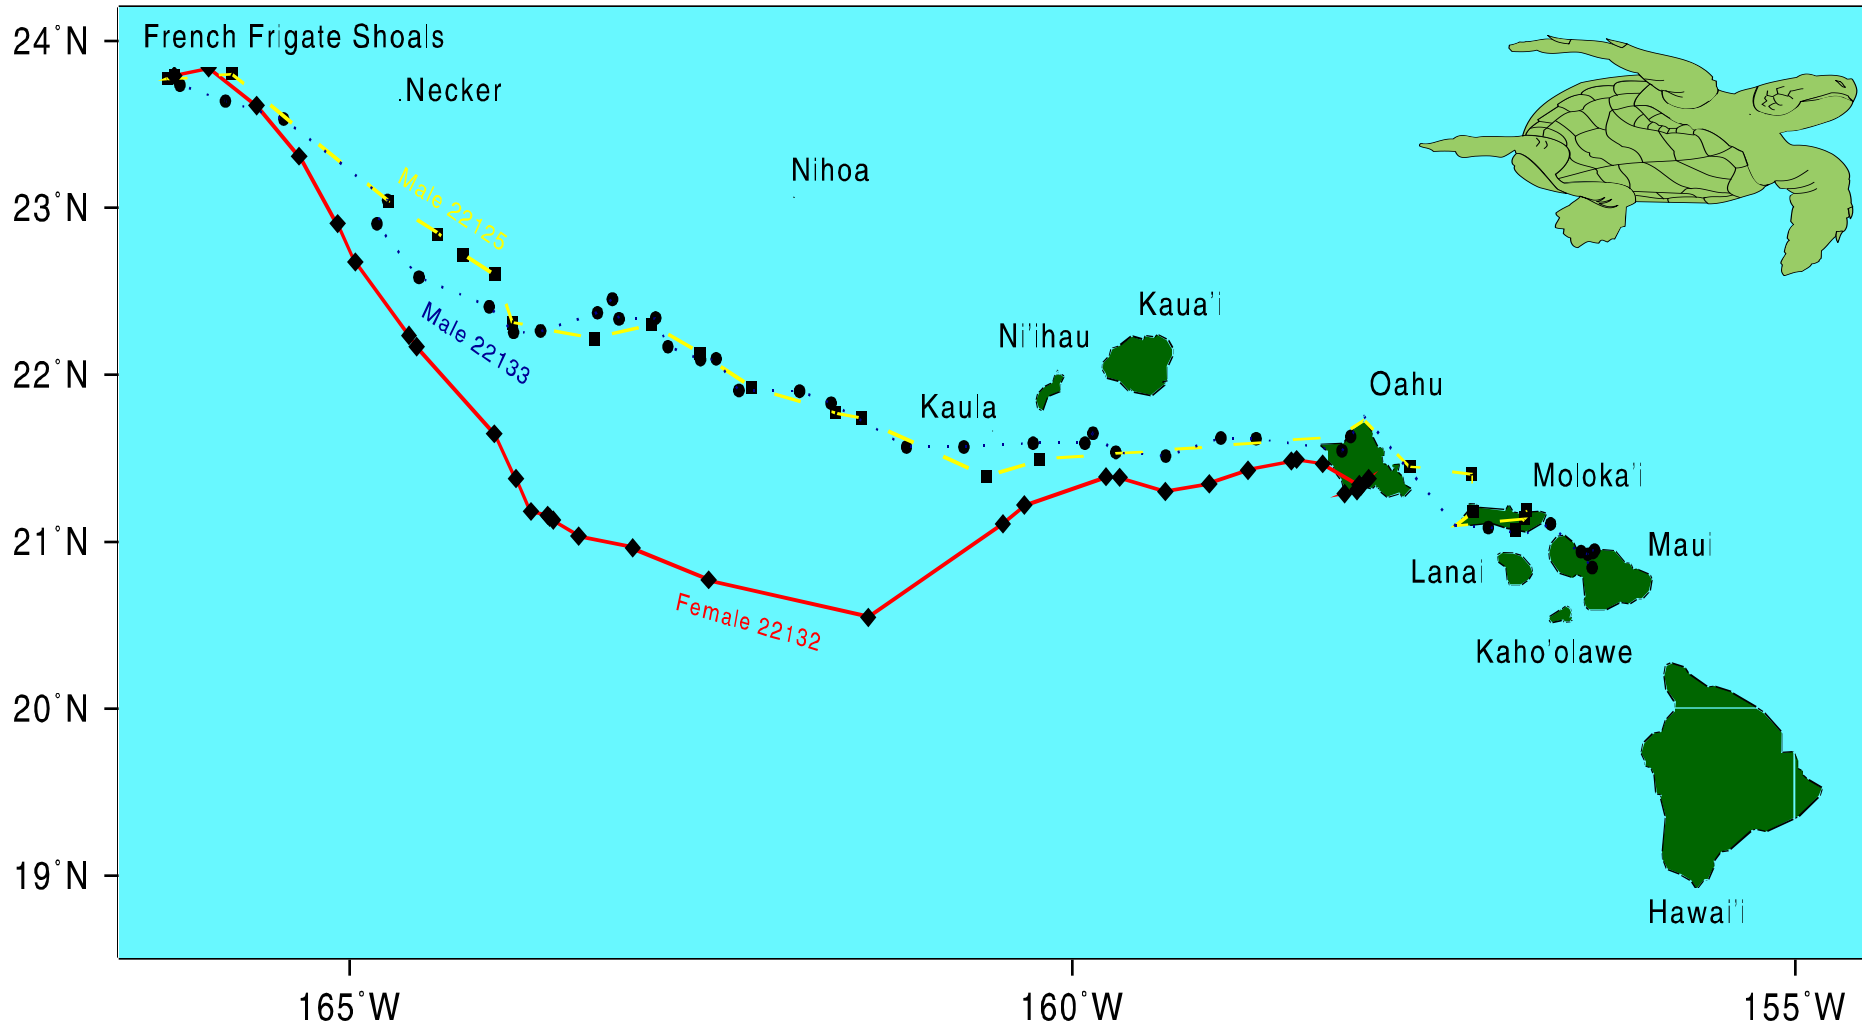 24°N
French Frigate Shoals
Necker
Nihoa
23°N
Male 22125
Kaua'i
Ni'ihau
Male 22133
22°N
Oahu
Kaula
Moloka'i
21°N
Maui
Lanai
Female 22132
Kaho'olawe
20°N
19°N
Hawai'i
165°W
160°W
155°W